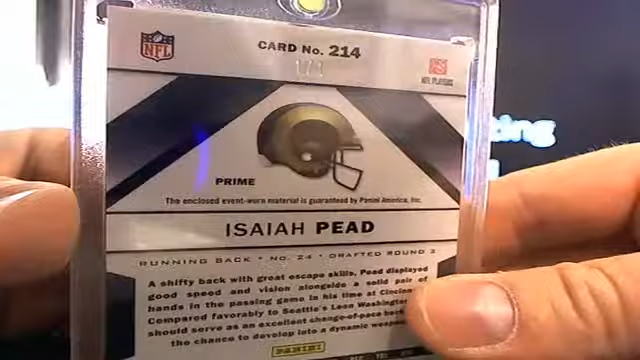 NFL
CARD No. 214
1/1
NFL PLAYERS
PRIME
The enclosed event-worn material is guaranteed by Panini America, Inc.
ISAIAH PEAD
RUNNING BACK • NO. 24 • DRAFTED ROUND 2
A shifty back with great escape skills, Pead displayed
good speed and vision alongside a solid pair of
hands in the passing game in his time at
Compared favorably to Seattle's Leon Washington
should serve as an excellent change-of-pace
the chance to develop into a dynamic
PANINI